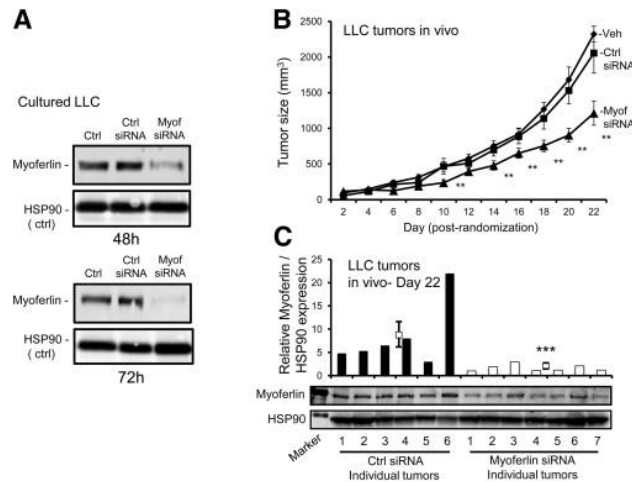 A
Cultured LLC
Ctrl
Ctrl siRNA
Myof siRNA
Myoferlin -
HSP90 -
( ctrl)
48h
Ctrl
Ctrl siRNA
Myof siRNA
Myoferlin -
HSP90 -
(ctrl)
72h
B
LLC tumors in vivo
Tumor size (mm³)
2500
2000
1500
1000
500
0
2 4 6 8 10 12 14 16 18 20 22
Day (post-randomization)
-Veh
-Ctrl
siRNA
-Myof
siRNA
** ** ** ** ** **
C
LLC tumors
in vivo- Day 22
Relative Myoferlin /
HSP90 expression
25
20
15
10
5
0
***
Myoferlin
HSP90
Marker
1 2 3 4 5 6 1 2 3 4 5 6 7
Ctrl siRNA
Individual tumors
Myoferlin siRNA
Individual tumors